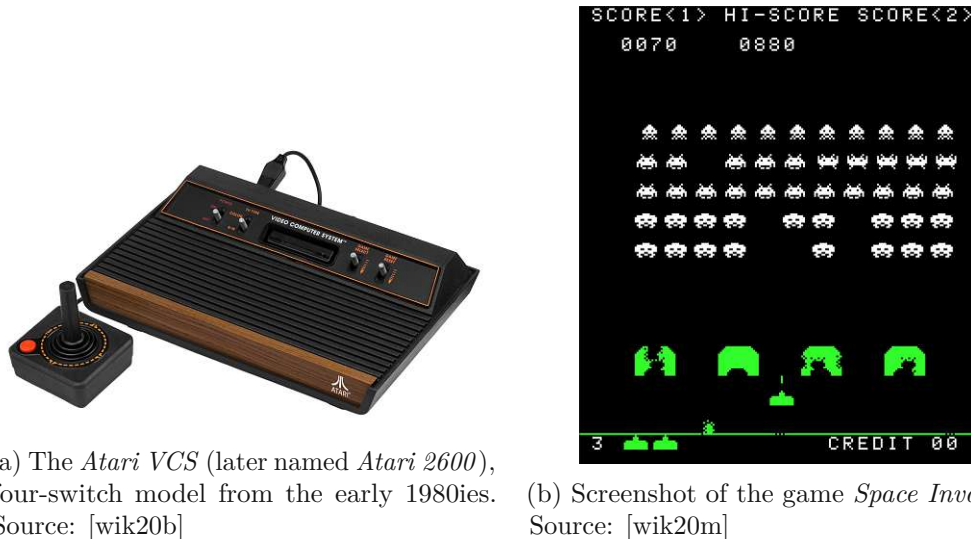 VIDEO COMPUTER SYSTEM
ATARI
SCORE<1> HI-SCORE SCORE<2>
0070 0880
3 CREDIT 00
a) The Atari VCS (later named Atari 2600),
four-switch model from the early 1980ies.
Source: [wik20b]
(b) Screenshot of the game Space
Source: [wik20m]